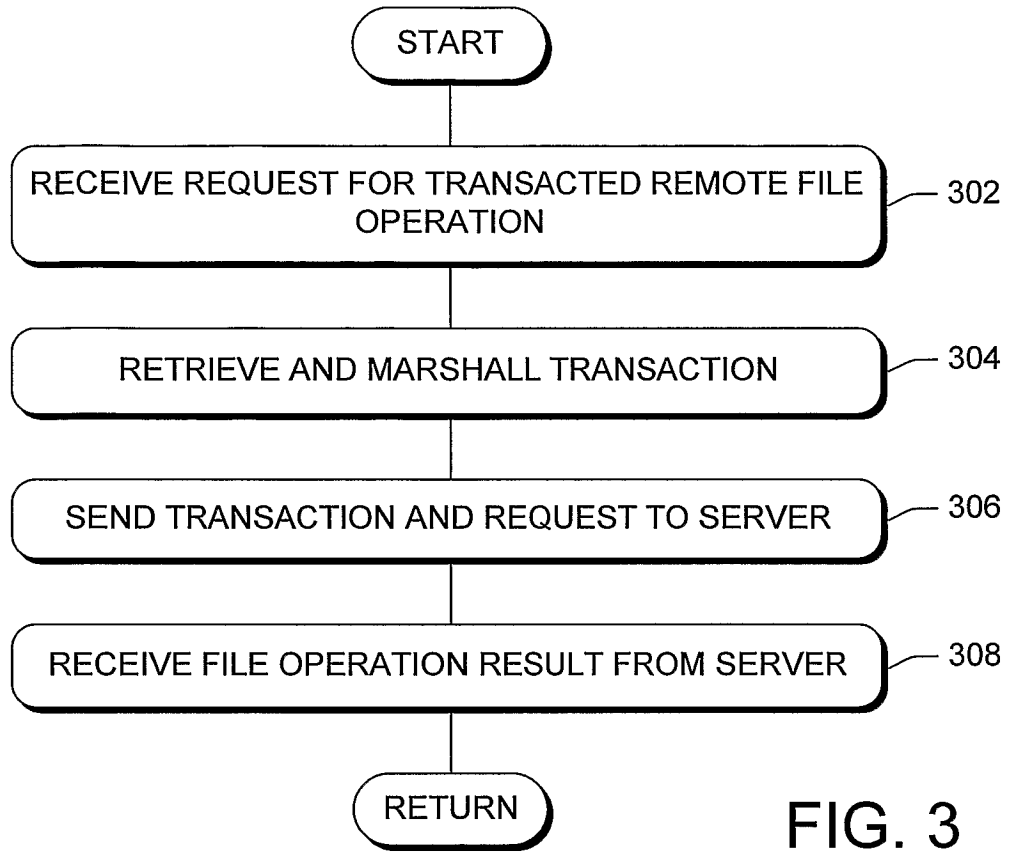 START
RECEIVE REQUEST FOR TRANSACTED REMOTE FILE
OPERATION
302
RETRIEVE AND MARSHALL TRANSACTION
304
SEND TRANSACTION AND REQUEST TO SERVER
306
RECEIVE FILE OPERATION RESULT FROM SERVER
308
RETURN
FIG. 3